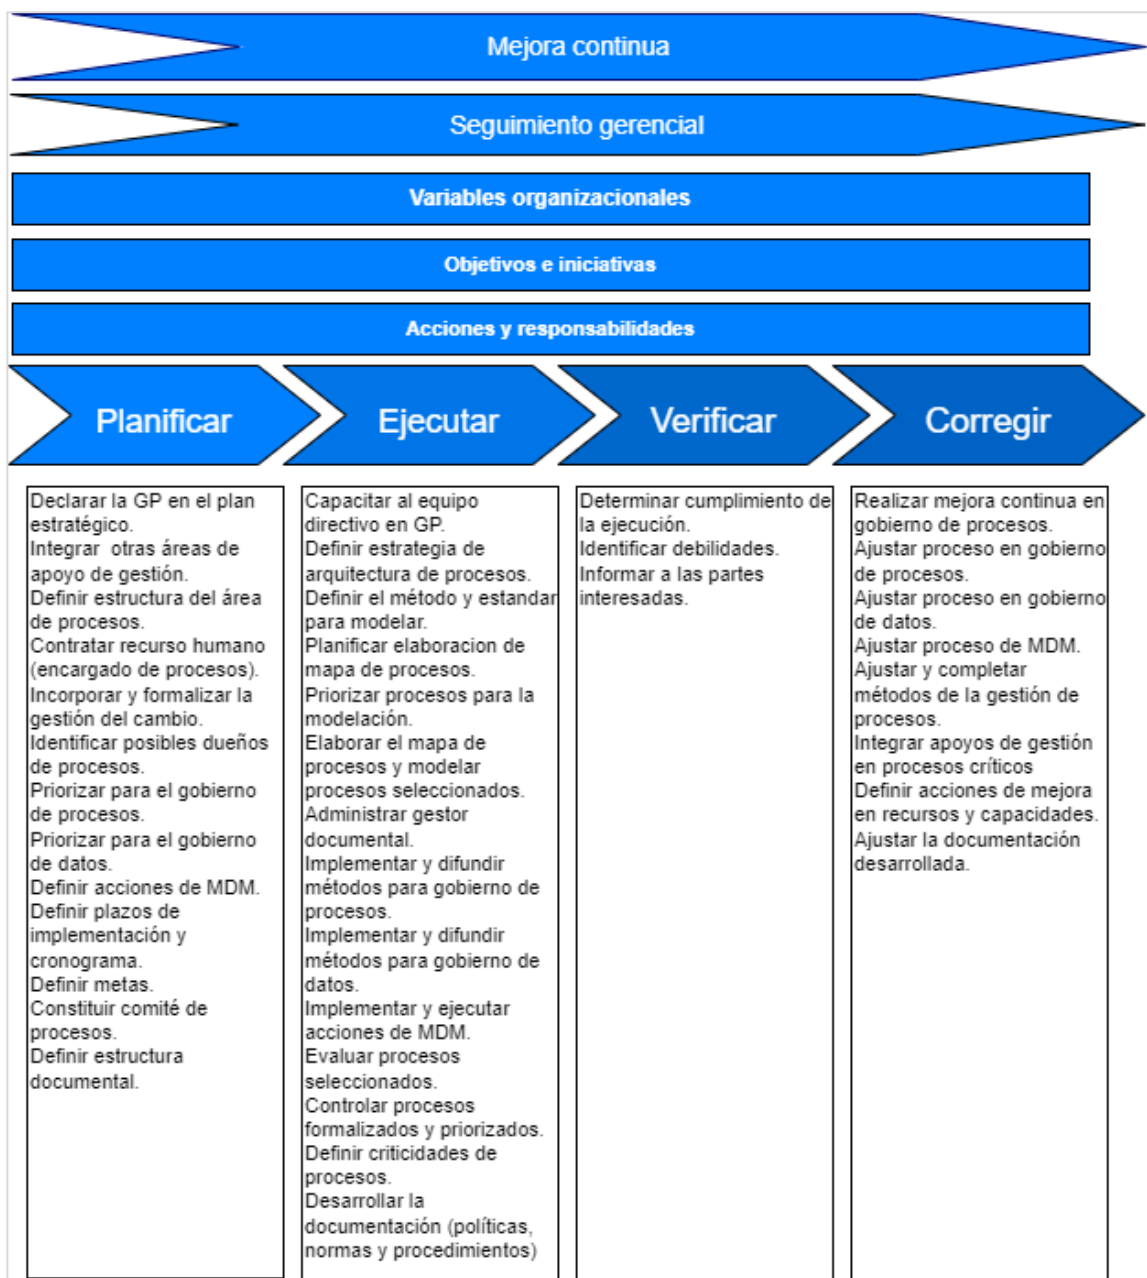 Mejora continua
Seguimiento gerencial
Variables organizacionales
Objetivos e iniciativas
Acciones y responsabilidades
Planificar
Ejecutar
Verificar
Corregir
Declarar la GP en el plan
estratégico.
Integrar  otras áreas de
apoyo de gestión.
Definir estructura del área
de procesos.
Contratar recurso humano
(encargado de procesos).
Incorporar y formalizar la
gestión del cambio.
Identificar posibles dueños
de procesos.
Priorizar para el gobierno
de procesos.
Priorizar para el gobierno
de datos.
Definir acciones de MDM.
Definir plazos de
implementación y
cronograma.
Definir metas.
Constituir comité de
procesos.
Definir estructura
documental.
Capacitar al equipo
directivo en GP.
Definir estrategia de
arquitectura de procesos.
Definir el método y estandar
para modelar.
Planificar elaboracion de
mapa de procesos.
Priorizar procesos para la
modelación.
Elaborar el mapa de
procesos y modelar
procesos seleccionados.
Administrar gestor
documental.
Implementar y difundir
métodos para gobierno de
procesos.
Implementar y difundir
métodos para gobierno de
datos.
Implementar y ejecutar
acciones de MDM.
Evaluar procesos
seleccionados.
Controlar procesos
formalizados y priorizados.
Definir criticidades de
procesos.
Desarrollar la
documentación (políticas,
normas y procedimientos)
Determinar cumplimiento de
la ejecución.
Identificar debilidades.
Informar a las partes
interesadas.
Realizar mejora continua en
gobierno de procesos.
Ajustar proceso en gobierno
de procesos.
Ajustar proceso en gobierno
de datos.
Ajustar proceso de MDM.
Ajustar y completar
métodos de la gestión de
procesos.
Integrar apoyos de gestión
en procesos críticos
Definir acciones de mejora
en recursos y capacidades.
Ajustar la documentación
desarrollada.